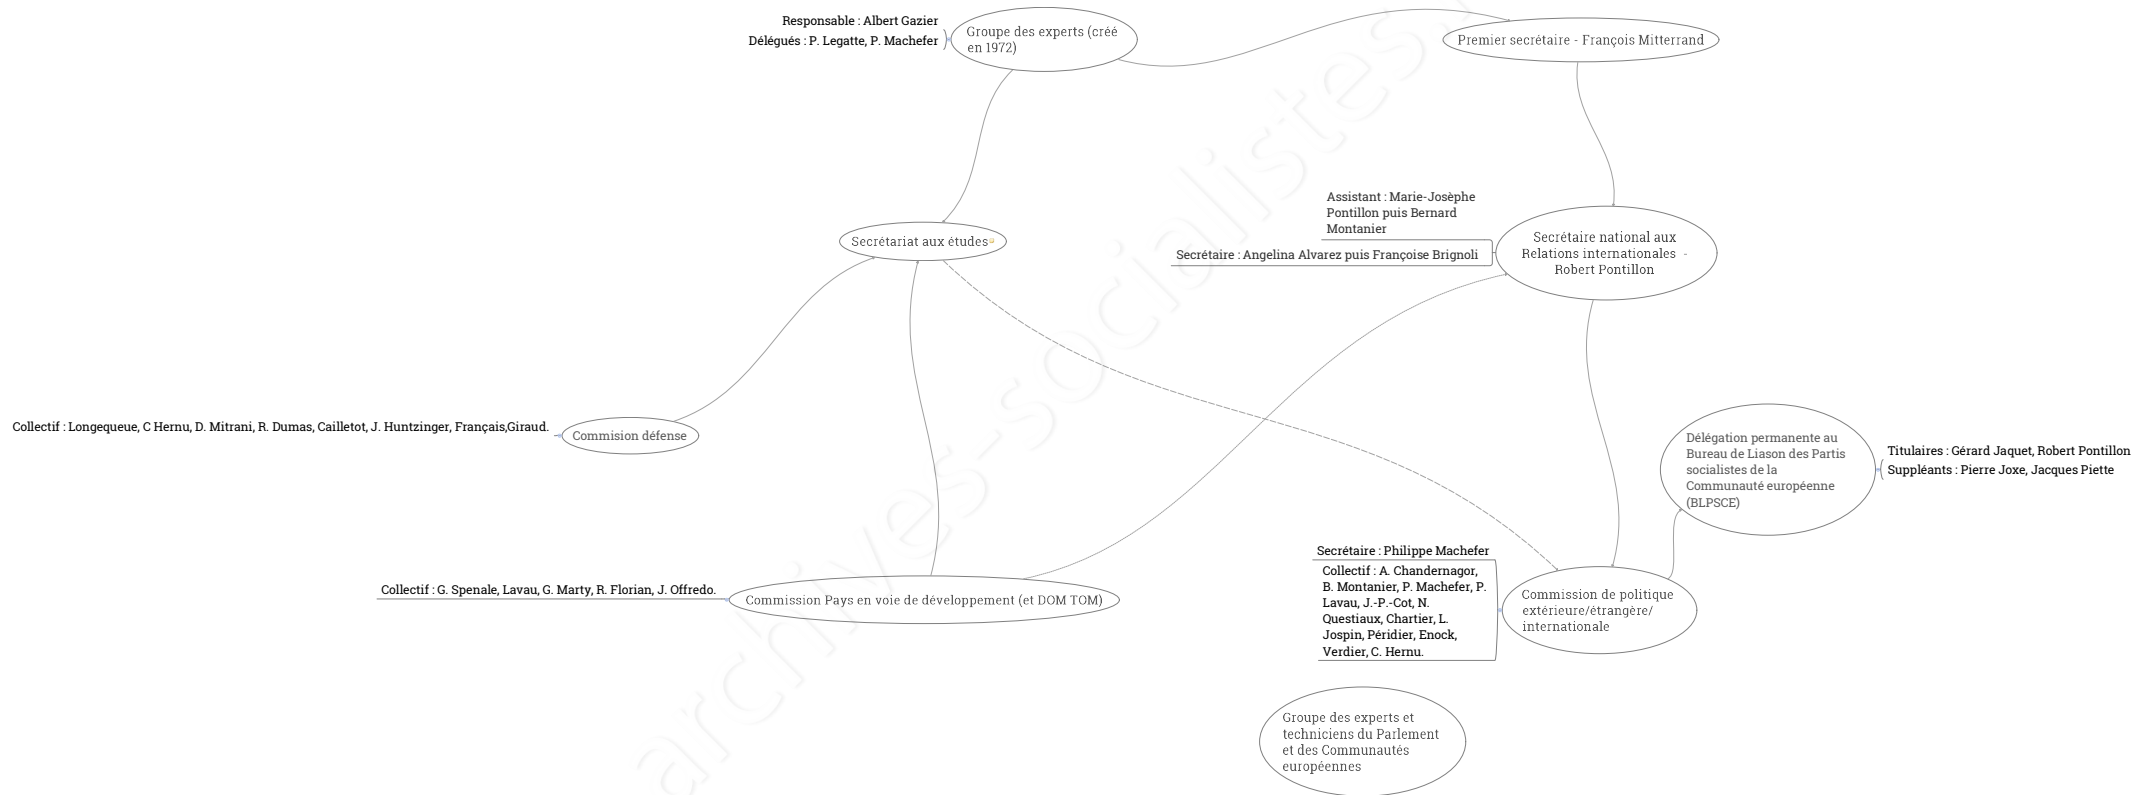 Responsable : Albert Gazier
Délégués : P. Legatte, P. Machefer
Groupe des experts (créé
en 1972)
Premier secrétaire - François Mitterrand
Assistant : Marie-Josèphe
Pontillon puis Bernard
Montanier
Secrétaire : Angelina Alvarez puis Françoise Brignoli
Secrétaire national aux
Relations internationales -
Robert Pontillon
Secrétariat aux études
Collectif : Longequeue, C Hernu, D. Mitrani, R. Dumas, Cailletot, J. Huntzinger, Français,Giraud.
Commision défense
Délégation permanente au
Bureau de Liason des Partis
socialistes de la
Communauté européenne
(BLPSCE)
Titulaires : Gérard Jaquet, Robert Pontillon
Suppléants : Pierre Joxe, Jacques Piette
Collectif : G. Spenale, Lavau, G. Marty, R. Florian, J. Offredo.
Commission Pays en voie de développement (et DOM TOM)
Secrétaire : Philippe Machefer
Collectif : A. Chandernagor,
B. Montanier, P. Machefer, P.
Lavau, J.-P.-Cot, N.
Questiaux, Chartier, L.
Jospin, Péridier, Enock,
Verdier, C. Hernu.
Commission de politique
extérieure/étrangère/
internationale
Groupe des experts et
techniciens du Parlement
et des Communautés
européennes
archives-socialistes.